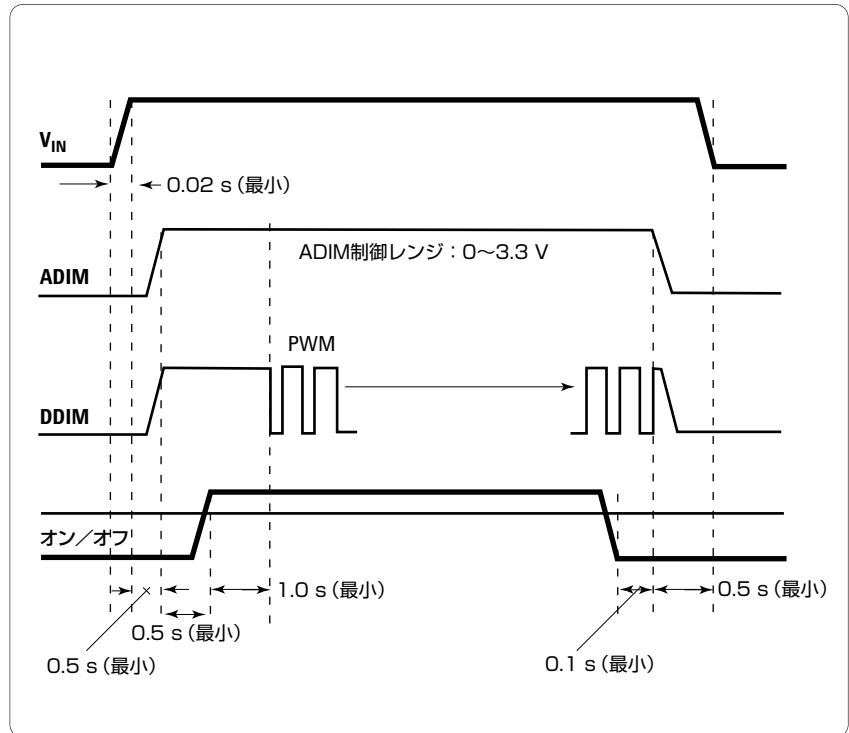 VIN
0.02 s（最小）
ADIM制御レンジ：0～3.3 V
ADIM
PWM
DDIM
オン／オフ
1.0 s（最小）
0.5 s（最小）
0.5 s（最小）
0.5 s（最小）
0.1 s（最小）